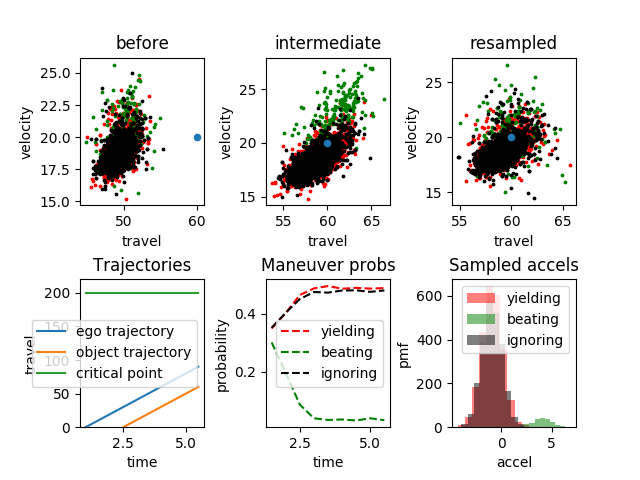 before
intermediate
resampled
velocity
25.0
22.5
20.0
17.5
15.0
50
60
travel
velocity
25
20
15
55
60
65
travel
velocity
25
20
15
55
60
65
travel
Trajectories
Maneuver probs
Sampled accels
travel
200
150
100
50
0
ego trajectory
object trajectory
critical point
2.5
5.0
time
probability
0.4
0.2
yielding
beating
ignoring
2.5
5.0
time
pmf
600
400
200
0
yielding
beating
ignoring
0
5
accel